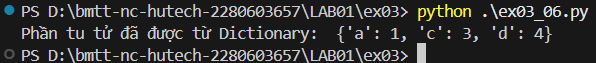 PS D:\bmtt-nc-hutech-2280603657\LAB01\ex03> python .\ex03_06.py
Phần tu tử đã được từ Dictionary:  {'a': 1, 'c': 3, 'd': 4}
PS D:\bmtt-nc-hutech-2280603657\LAB01\ex03>